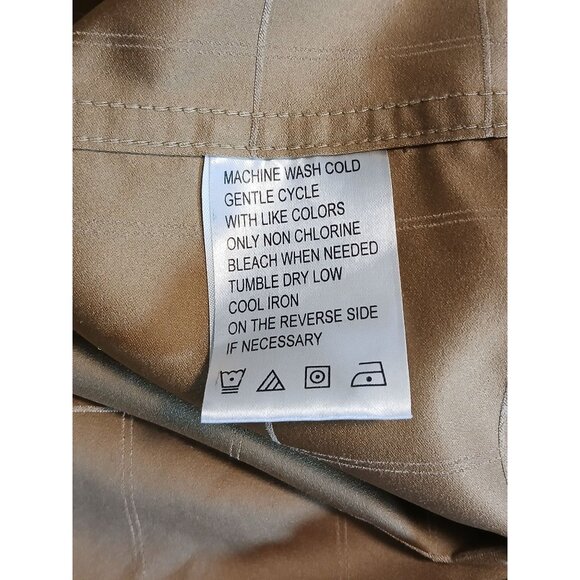 MACHINE WASH COLD
GENTLE CYCLE
WITH LIKE COLORS
ONLY NON CHLORINE
BLEACH WHEN NEEDED
TUMBLE DRY LOW
COOL IRON
ON THE REVERSE SIDE
IF NECESSARY